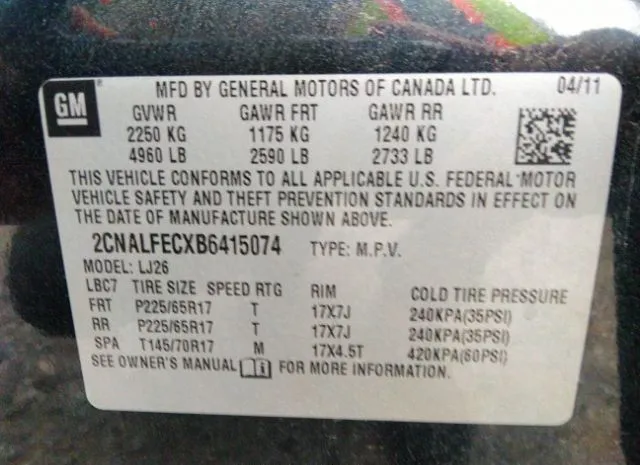 GM
MFD BY GENERAL MOTORS OF CANADA LTD. 04/11
GVWR GAWR FRT GAWR RR
2250 KG 1175 KG 1240 KG
4960 LB 2590 LB 2733 LB
THIS VEHICLE CONFORMS TO ALL APPLICABLE U.S. FEDERAL MOTOR
VEHICLE SAFETY AND THEFT PREVENTION STANDARDS IN EFFECT ON
THE DATE OF MANUFACTURE SHOWN ABOVE.
2CNALFECXB6415074 TYPE: M.P.V.
MODEL: LJ26
LBC7 TIRE SIZE SPEED RTG RIM COLD TIRE PRESSURE
FRT P225/65R17 T 17X7J 240KPA(35PSI)
RR P225/65R17 T 17X7J 240KPA(35PSI)
SPA T145/70R17 M 17X4.5T 420KPA(60PSI)
SEE OWNER'S MANUAL FOR MORE INFORMATION.